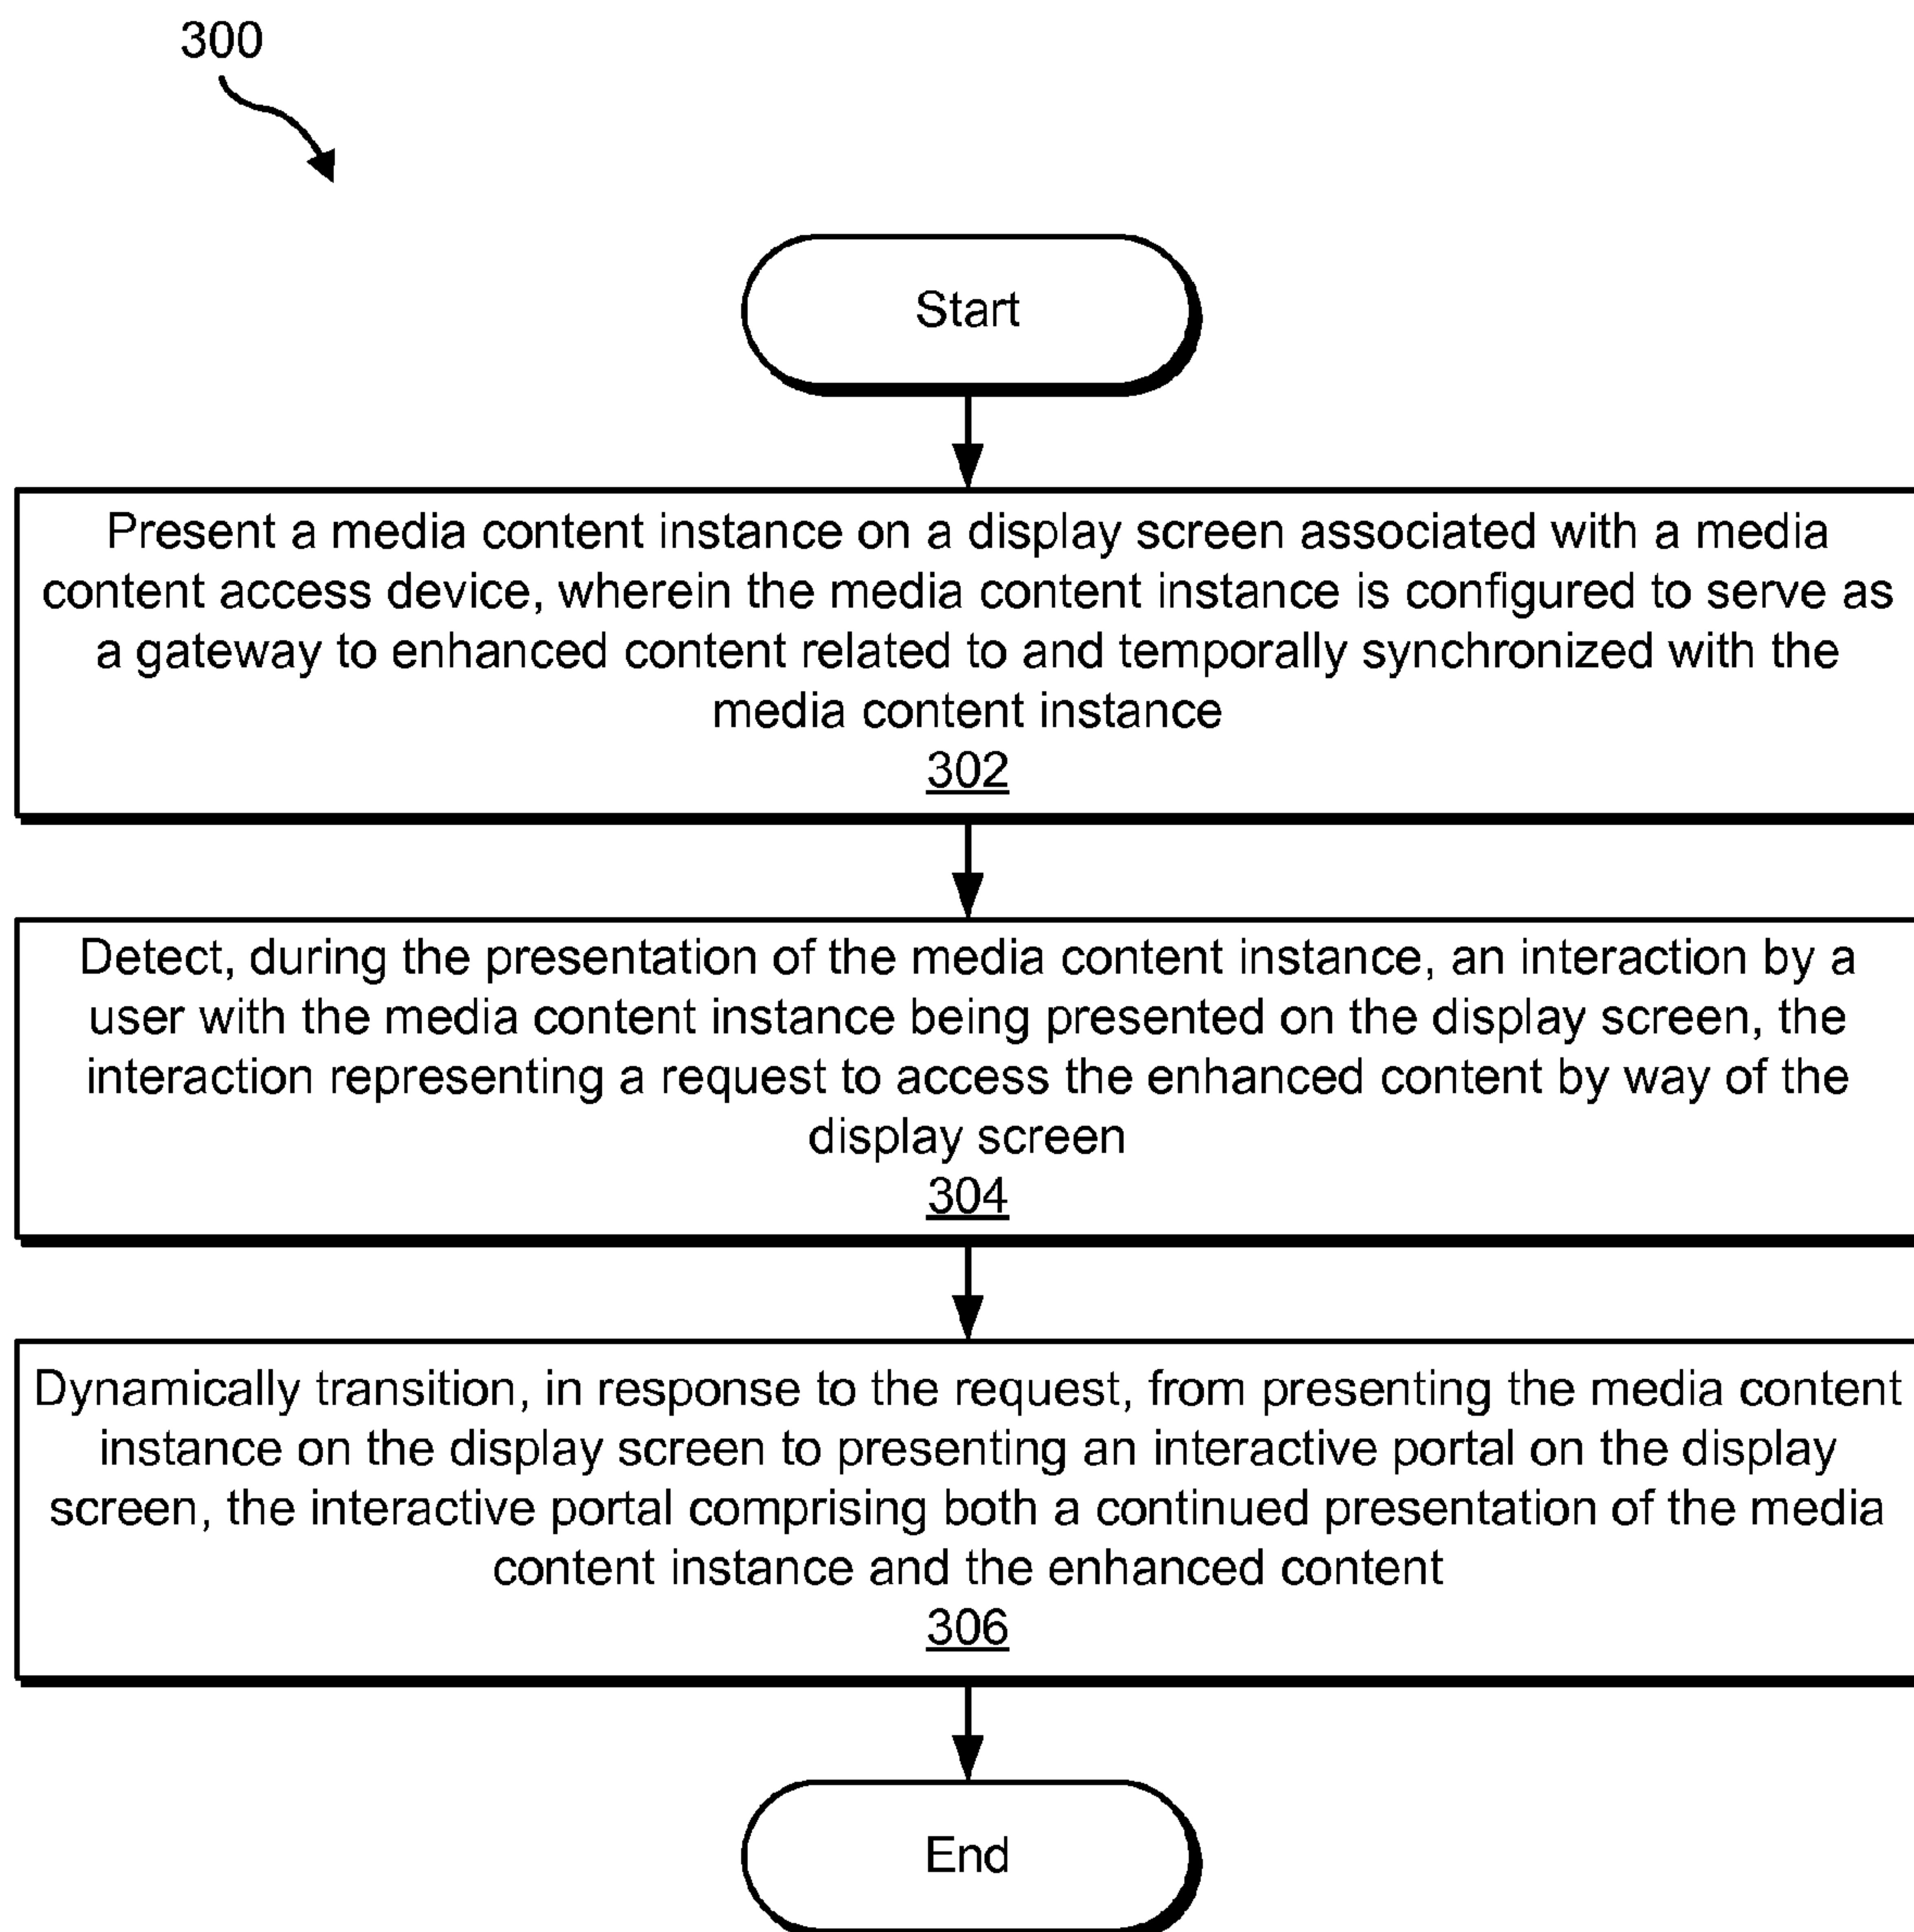 300
Start
Present a media content instance on a display screen associated with a media
content access device, wherein the media content instance is configured to serve as
a gateway to enhanced content related to and temporally synchronized with the
media content instance
302
Detect, during the presentation of the media content instance, an interaction by a
user with the media content instance being presented on the display screen, the
interaction representing a request to access the enhanced content by way of the
display screen
304
Dynamically transition, in response to the request, from presenting the media content
instance on the display screen to presenting an interactive portal on the display
screen, the interactive portal comprising both a continued presentation of the media
content instance and the enhanced content
306
End